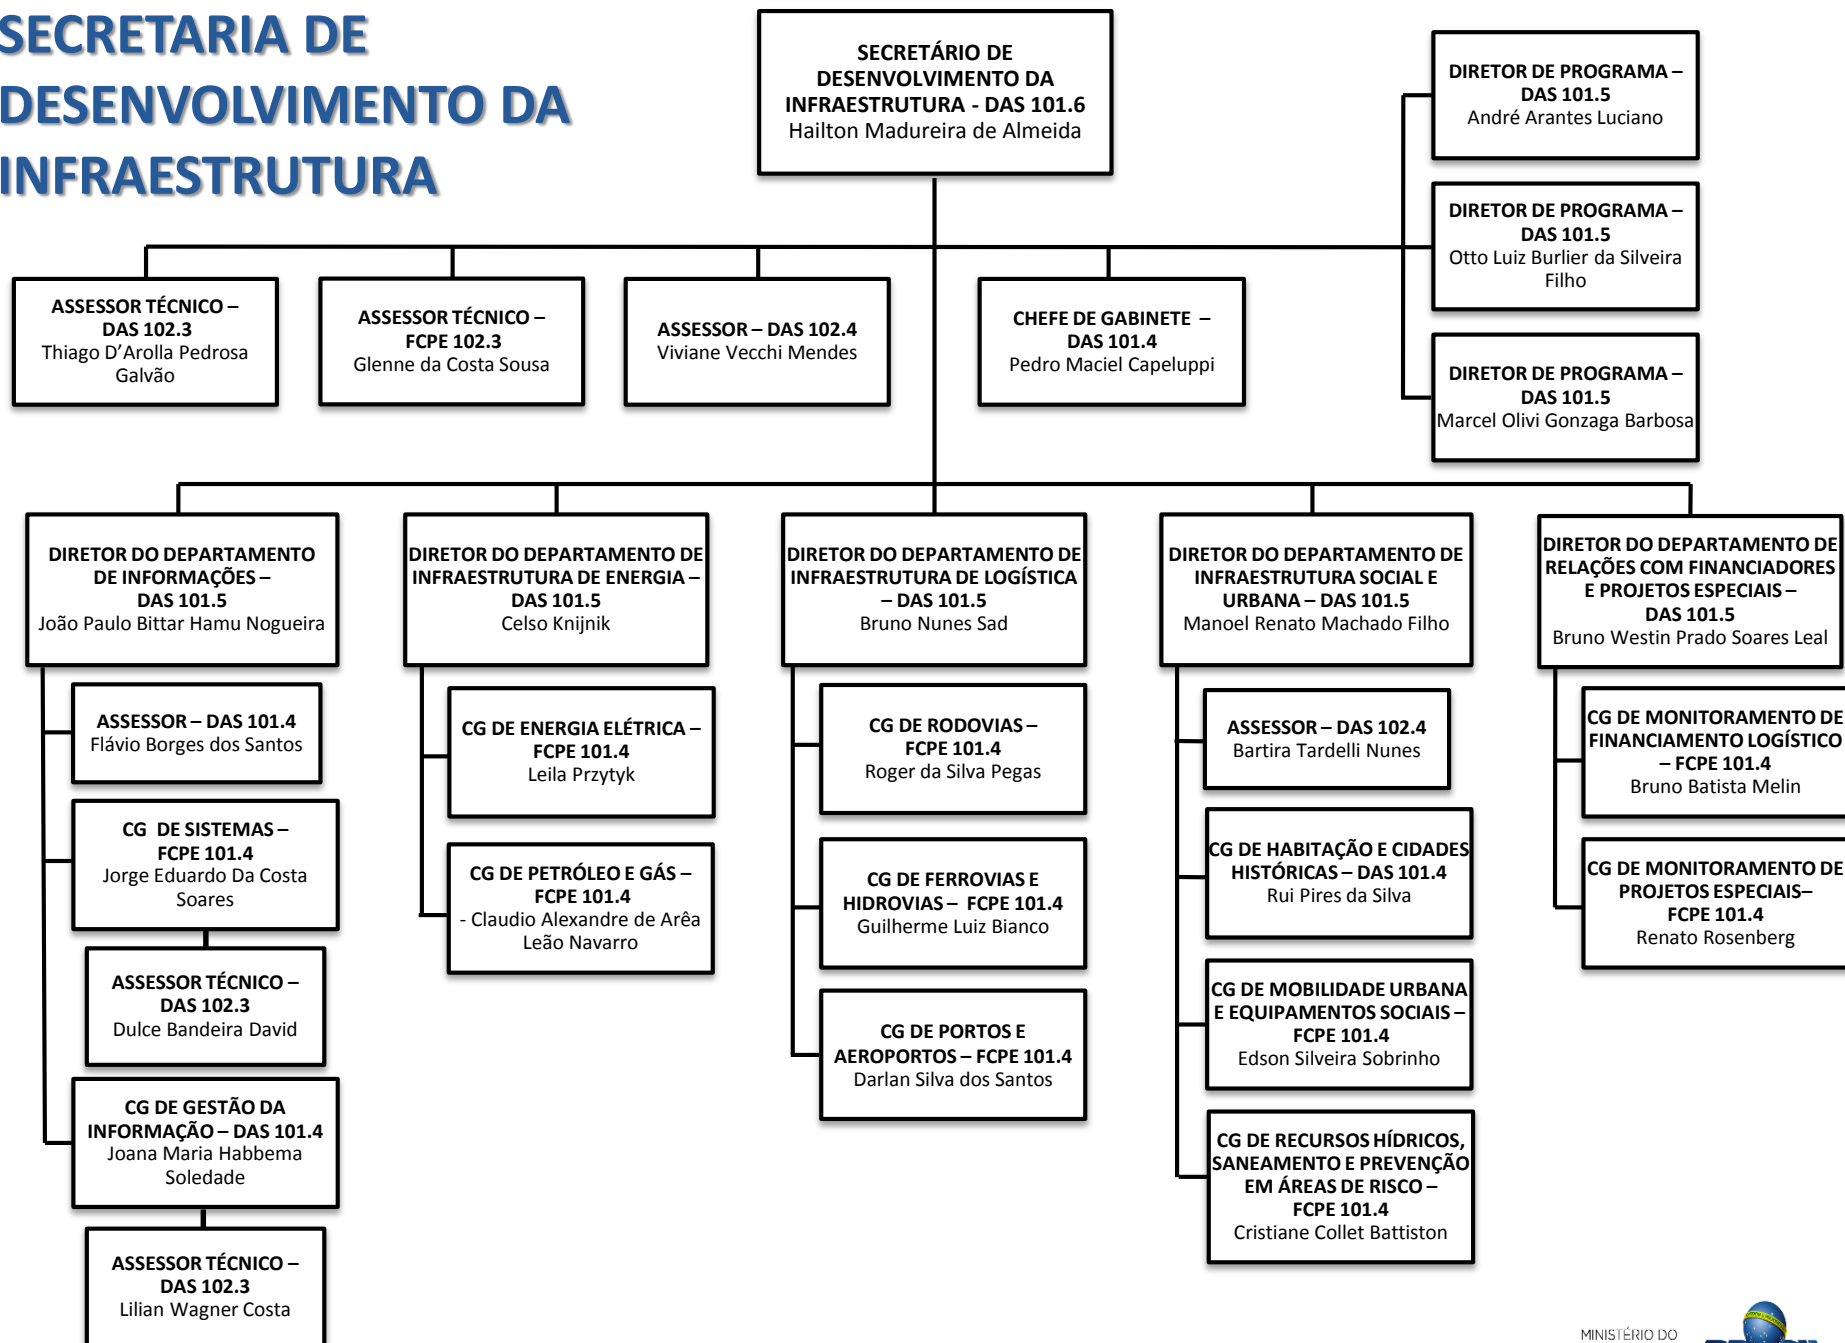 SECRETARIA DE
DESENVOLVIMENTO DA
INFRAESTRUTURA
SECRETÁRIO DE
DESENVOLVIMENTO DA
INFRAESTRUTURA - DAS 101.6
Hailton Madureira de Almeida
DIRETOR DE PROGRAMA –
DAS 101.5
André Arantes Luciano
DIRETOR DE PROGRAMA –
DAS 101.5
Otto Luiz Burlier da Silveira
Filho
DIRETOR DE PROGRAMA –
DAS 101.5
Marcel Olivi Gonzaga Barbosa
ASSESSOR TÉCNICO –
DAS 102.3
Thiago D’Arolla Pedrosa
Galvão
ASSESSOR TÉCNICO –
FCPE 102.3
Glenne da Costa Sousa
ASSESSOR – DAS 102.4
Viviane Vecchi Mendes
CHEFE DE GABINETE –
DAS 101.4
Pedro Maciel Capeluppi
DIRETOR DO DEPARTAMENTO
DE INFORMAÇÕES –
DAS 101.5
João Paulo Bittar Hamu Nogueira
ASSESSOR – DAS 101.4
Flávio Borges dos Santos
CG DE SISTEMAS –
FCPE 101.4
Jorge Eduardo Da Costa
Soares
ASSESSOR TÉCNICO –
DAS 102.3
Dulce Bandeira David
CG DE GESTÃO DA
INFORMAÇÃO – DAS 101.4
Joana Maria Habbema
Soledade
ASSESSOR TÉCNICO –
DAS 102.3
Lilian Wagner Costa
DIRETOR DO DEPARTAMENTO DE
INFRAESTRUTURA DE ENERGIA –
DAS 101.5
Celso Knijnik
CG DE ENERGIA ELÉTRICA –
FCPE 101.4
Leila Przytyk
CG DE PETRÓLEO E GÁS –
FCPE 101.4
- Claudio Alexandre de Arêa
Leão Navarro
DIRETOR DO DEPARTAMENTO DE
INFRAESTRUTURA DE LOGÍSTICA
– DAS 101.5
Bruno Nunes Sad
CG DE RODOVIAS –
FCPE 101.4
Roger da Silva Pegas
CG DE FERROVIAS E
HIDROVIAS – FCPE 101.4
Guilherme Luiz Bianco
CG DE PORTOS E
AEROPORTOS – FCPE 101.4
Darlan Silva dos Santos
DIRETOR DO DEPARTAMENTO DE
INFRAESTRUTURA SOCIAL E
URBANA – DAS 101.5
Manoel Renato Machado Filho
ASSESSOR – DAS 102.4
Bartira Tardelli Nunes
CG DE HABITAÇÃO E CIDADES
HISTÓRICAS – DAS 101.4
Rui Pires da Silva
CG DE MOBILIDADE URBANA
E EQUIPAMENTOS SOCIAIS –
FCPE 101.4
Edson Silveira Sobrinho
CG DE RECURSOS HÍDRICOS,
SANEAMENTO E PREVENÇÃO
EM ÁREAS DE RISCO –
FCPE 101.4
Cristiane Collet Battiston
DIRETOR DO DEPARTAMENTO DE
RELAÇÕES COM FINANCIADORES
E PROJETOS ESPECIAIS –
DAS 101.5
Bruno Westin Prado Soares Leal
CG DE MONITORAMENTO DE
FINANCIAMENTO LOGÍSTICO
– FCPE 101.4
Bruno Batista Melin
CG DE MONITORAMENTO DE
PROJETOS ESPECIAIS–
FCPE 101.4
Renato Rosenberg
MINISTÉRIO DO